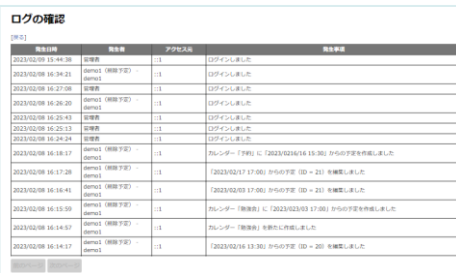 ログの確認
[戻る]
発生日時 発生者 アクセス元 発生事項
2023/02/09 15:44:38 管理者 ::1 ログインしました
2023/02/08 16:34:21 demo1（削除予定） - demo1 ::1 ログインしました
2023/02/08 16:27:08 管理者 ::1 ログインしました
2023/02/08 16:26:20 demo1（削除予定） - demo1 ::1 ログインしました
2023/02/08 16:25:43 管理者 ::1 ログインしました
2023/02/08 16:25:13 管理者 ::1 ログインしました
2023/02/08 16:24:24 管理者 ::1 ログインしました
2023/02/08 16:18:17 demo1（削除予定） - demo1 ::1 カレンダー「予約」に「2023/0216/16 15:30」からの予定を作成しました
2023/02/08 16:17:28 demo1（削除予定） - demo1 ::1 「2023/02/17 17:00」からの予定（ID = 21）を編集しました
2023/02/08 16:16:41 demo1（削除予定） - demo1 ::1 「2023/02/03 17:00」からの予定（ID = 21）を編集しました
2023/02/08 16:15:59 demo1（削除予定） - demo1 ::1 カレンダー「勉強会」に「2023/023/03 17:00」からの予定を作成しました
2023/02/08 16:14:57 demo1（削除予定） - demo1 ::1 カレンダー「勉強会」を新たに作成しました
2023/02/08 16:14:17 demo1（削除予定） - demo1 ::1 「2023/02/16 13:30」からの予定（ID = 20）を編集しました